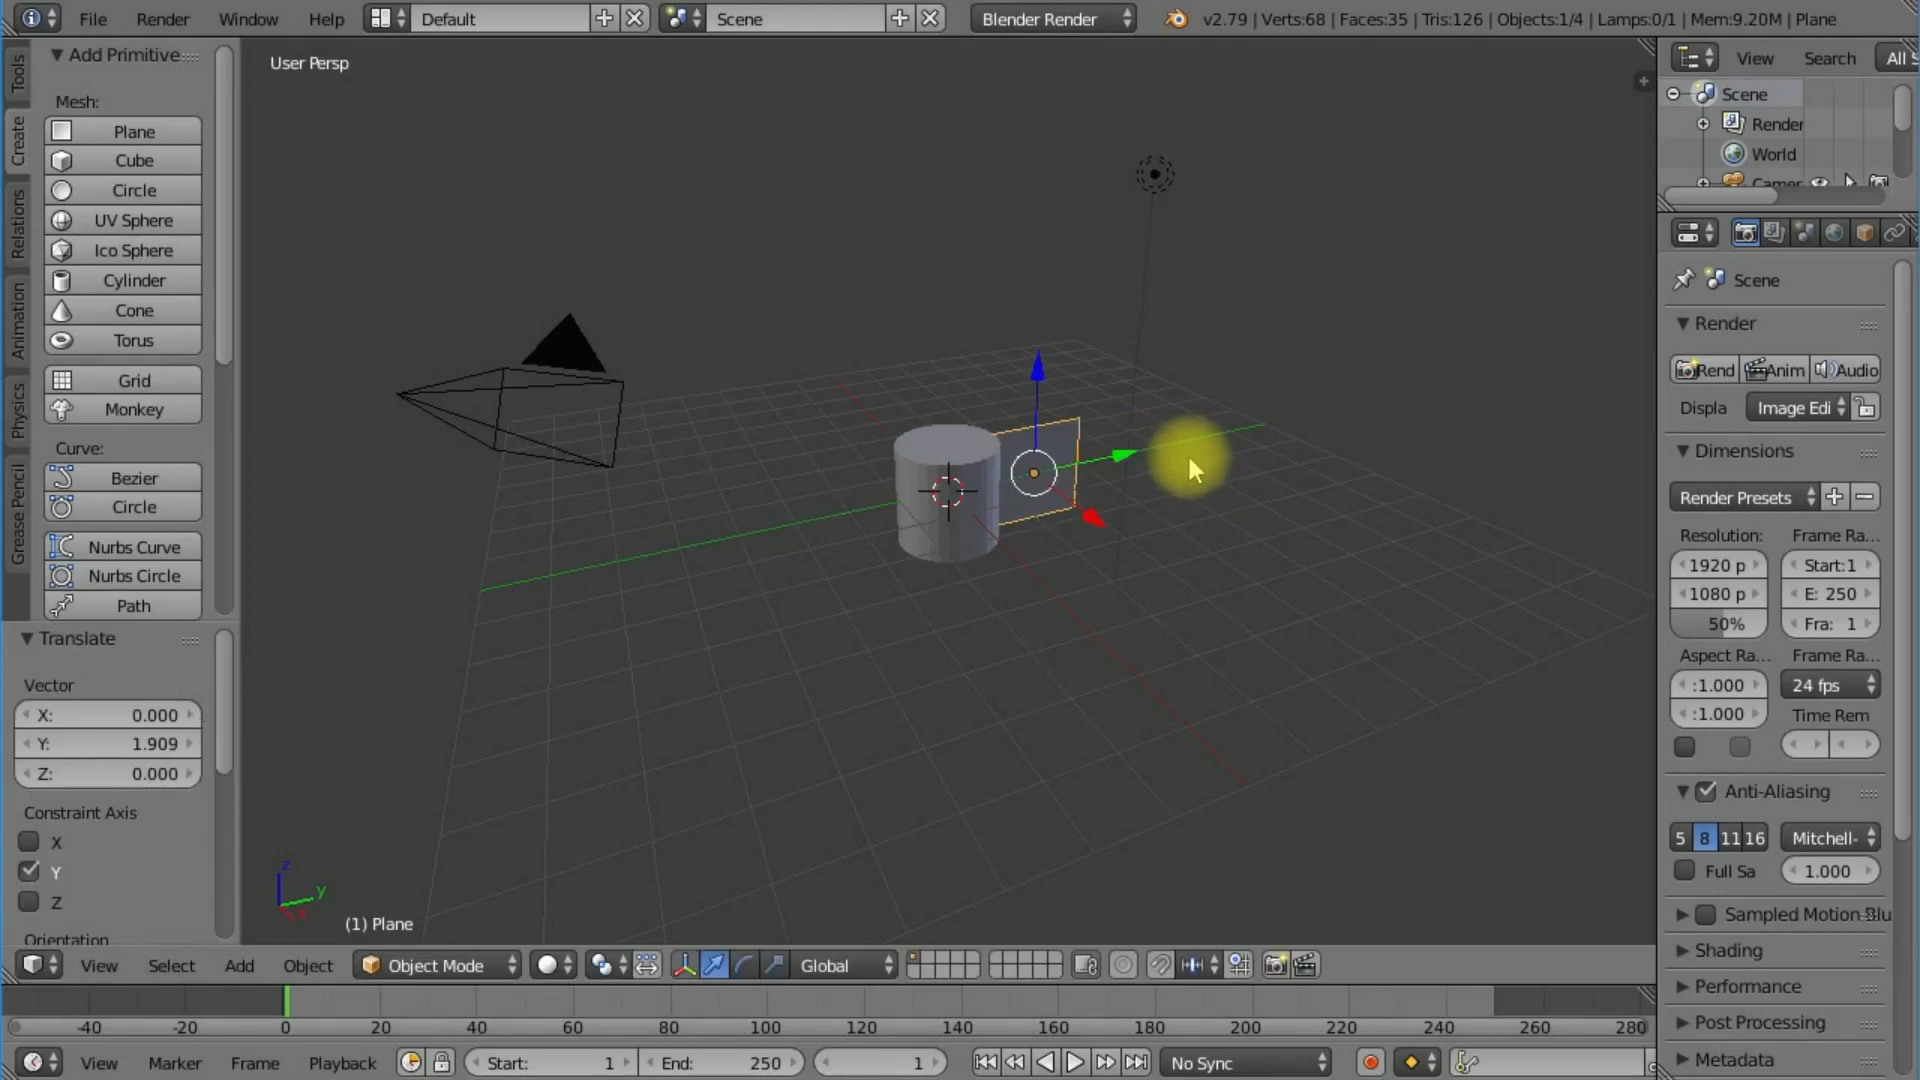 File Render Window Help Default Scene Blender Render v2.79 | Verts:68 | Faces:35 | Tris:126 | Objects:1/4 | Lamps:0/1 | Mem:9.20M | Plane
Tools
Create
Relations
Animation
Physics
Grease Pencil
Add Primitive
Mesh:
Plane
Cube
Circle
UV Sphere
Ico Sphere
Cylinder
Cone
Torus
Grid
Monkey
Curve:
Bezier
Circle
Nurbs Curve
Nurbs Circle
Path
Translate
Vector
X: 0.000
Y: 1.909
Z: 0.000
Constraint Axis
X
Y
Z
Orientation
User Persp
z
y
x
(1) Plane
View Select Add Object Object Mode Global
-40 -20 0 20 40 60 80 100 120 140 160 180 200 220 240 260 280
View Marker Frame Playback Start: 1 End: 250 1 No Sync
View Search All S
Scene
Render
World
Camer
Scene
Render
Rend Anim Audio
Displa Image Edi
Dimensions
Render Presets
Resolution: Frame Ra...
1920 p Start:1
1080 p E: 250
50% Fra: 1
Aspect Ra... Frame Ra...
:1.000 24 fps
:1.000 Time Rem
Anti-Aliasing
5 8 11 16 Mitchell-
Full Sa 1.000
Sampled Motion Blu
Shading
Performance
Post Processing
Metadata